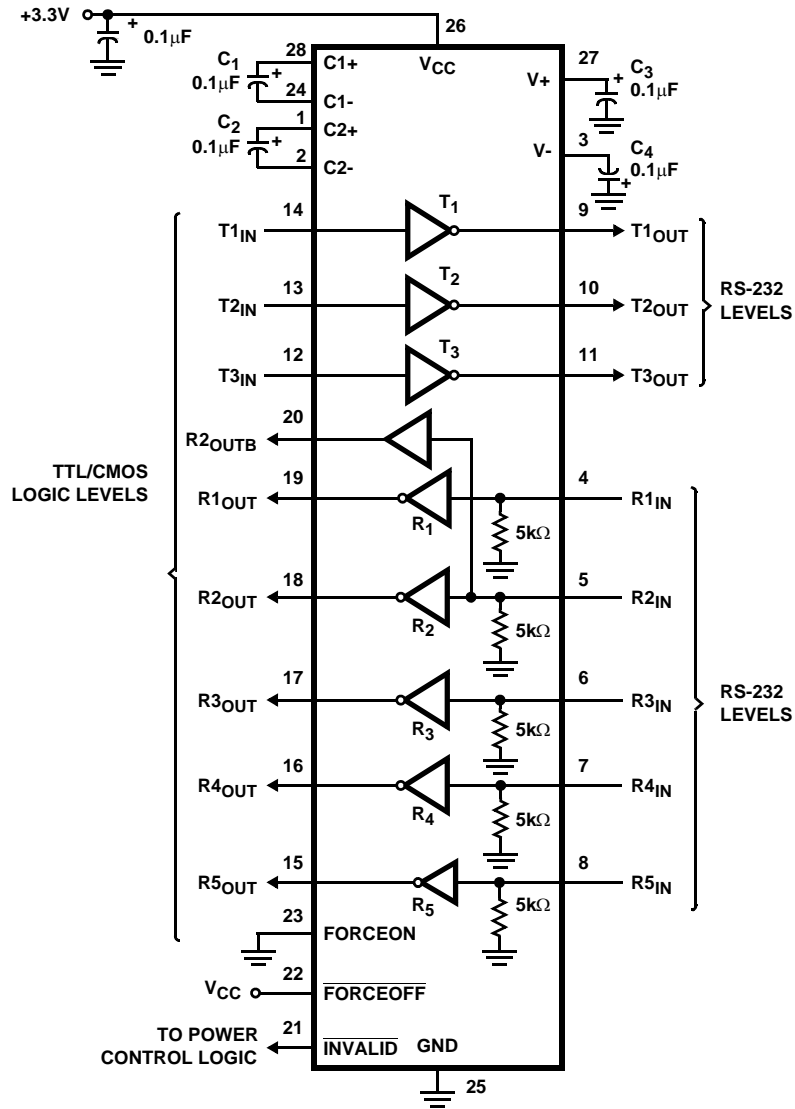 +3.3V
+ 0.1µF
26
VCC
C1
0.1µF
+
28
C1+
24
C1-
C2
0.1µF
+
1
C2+
2
C2-
27
V+
+
C3
0.1µF
3
V-
C4
0.1µF
+
T1IN
14
T1
9
T1OUT
T2IN
13
T2
10
T2OUT
T3IN
12
T3
11
T3OUT
RS-232
LEVELS
R2OUTB
20
TTL/CMOS
LOGIC LEVELS
R1OUT
19
R1
5kΩ
4
R1IN
R2OUT
18
R2
5kΩ
5
R2IN
R3OUT
17
R3
5kΩ
6
R3IN
RS-232
LEVELS
R4OUT
16
R4
5kΩ
7
R4IN
R5OUT
15
R5
5kΩ
8
R5IN
23
FORCEON
VCC
22
FORCEOFF
TO POWER
CONTROL LOGIC
21
INVALID
GND
25